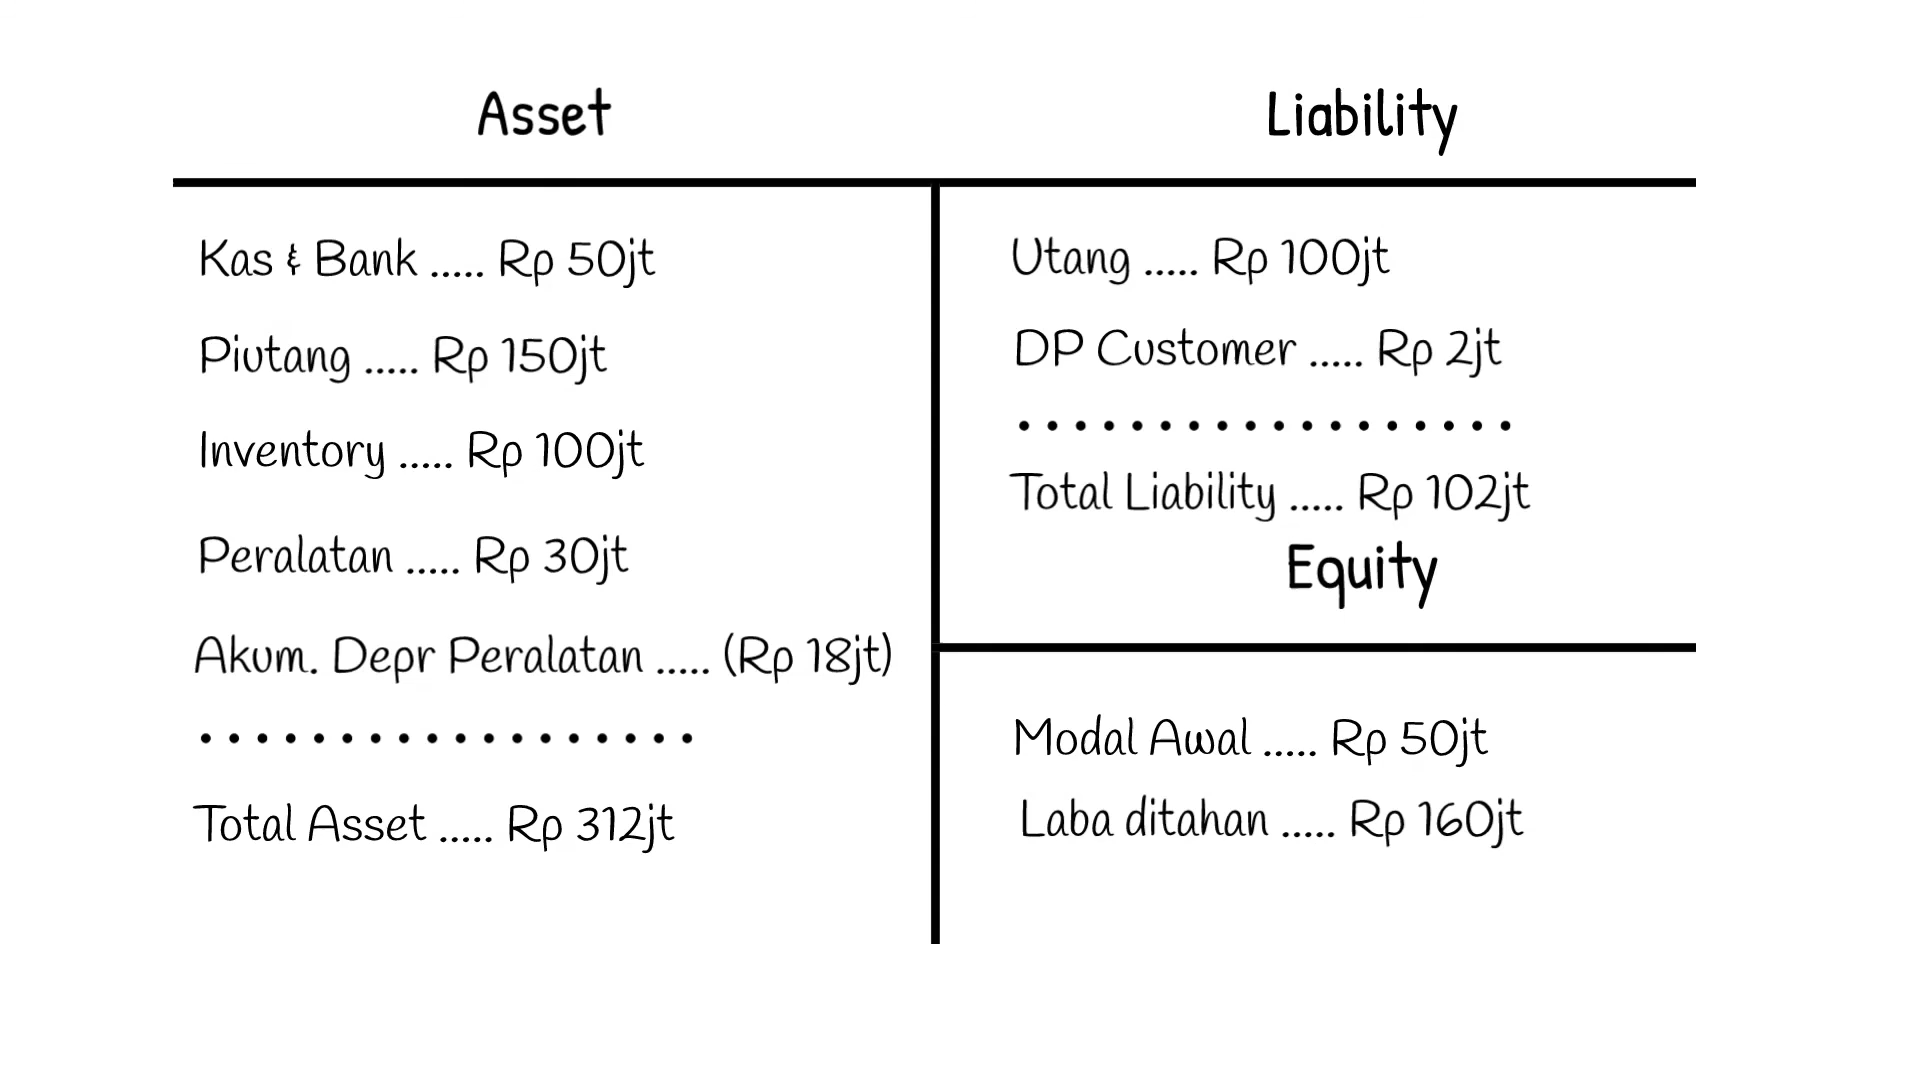 Asset
Kas & Bank ..... Rp 50jt
Piutang ..... Rp 150jt
Inventory ..... Rp 100jt
Peralatan ..... Rp 30jt
Akum. Depr Peralatan ..... (Rp 18jt)
Total Asset ..... Rp 312jt
Liability
Utang ..... Rp 100jt
DP Customer ..... Rp 2jt
Total Liability ..... Rp 102jt
Equity
Modal Awal ..... Rp 50jt
Laba ditahan ..... Rp 160jt